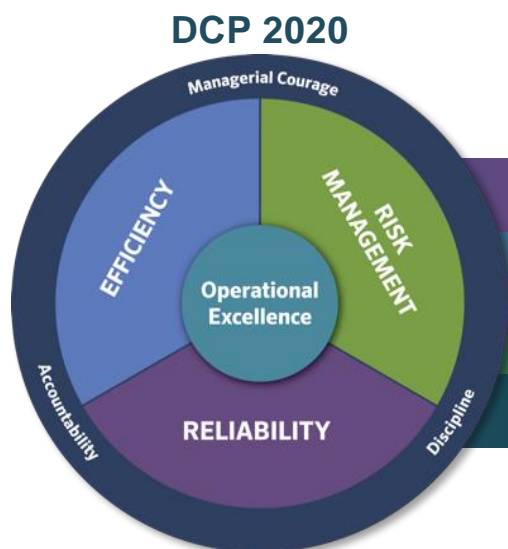 DCP 2020
Managerial Courage
EFFICIENCY
RISK
MANAGEMENT
Operational
Excellence
RELIABILITY
Accountability
Discipline